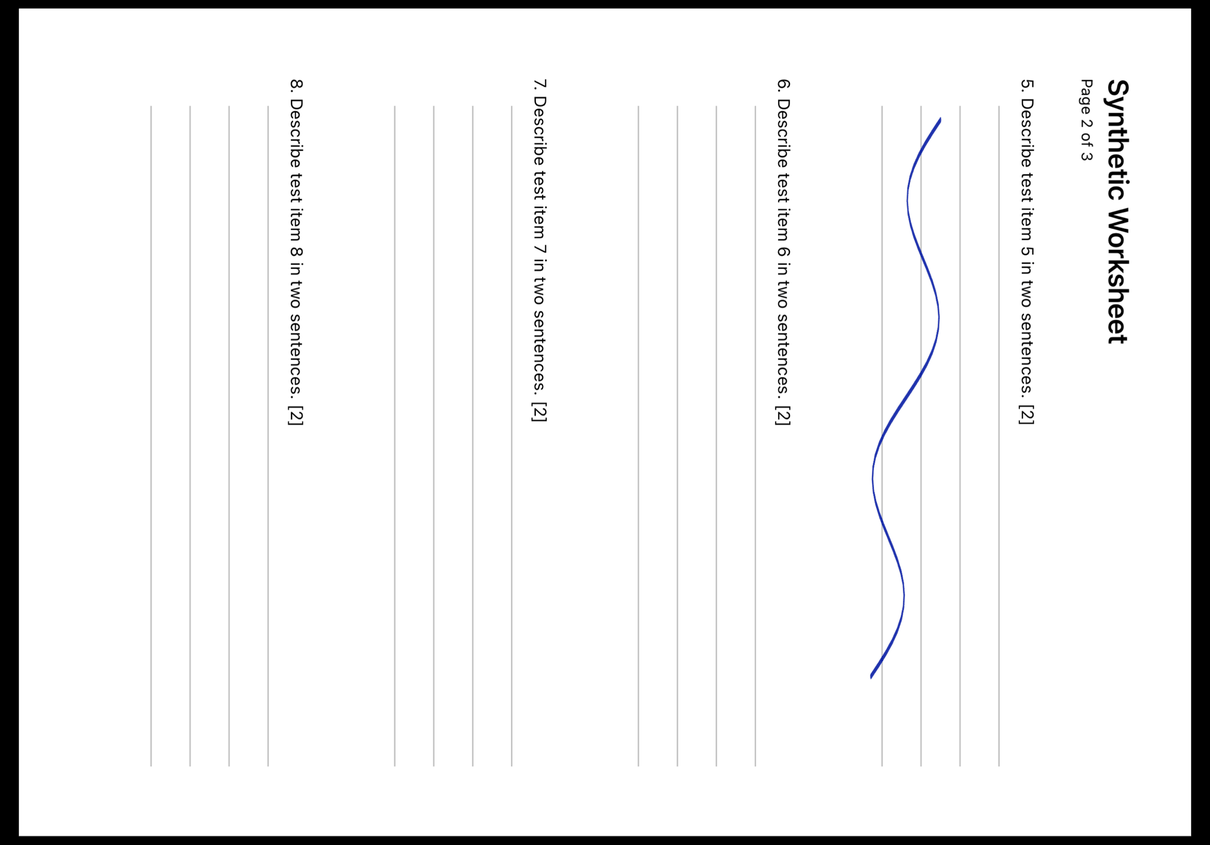 Synthetic Worksheet
Page 2 of 3
5. Describe test item 5 in two sentences. [2]
6. Describe test item 6 in two sentences. [2]
7. Describe test item 7 in two sentences. [2]
8. Describe test item 8 in two sentences. [2]